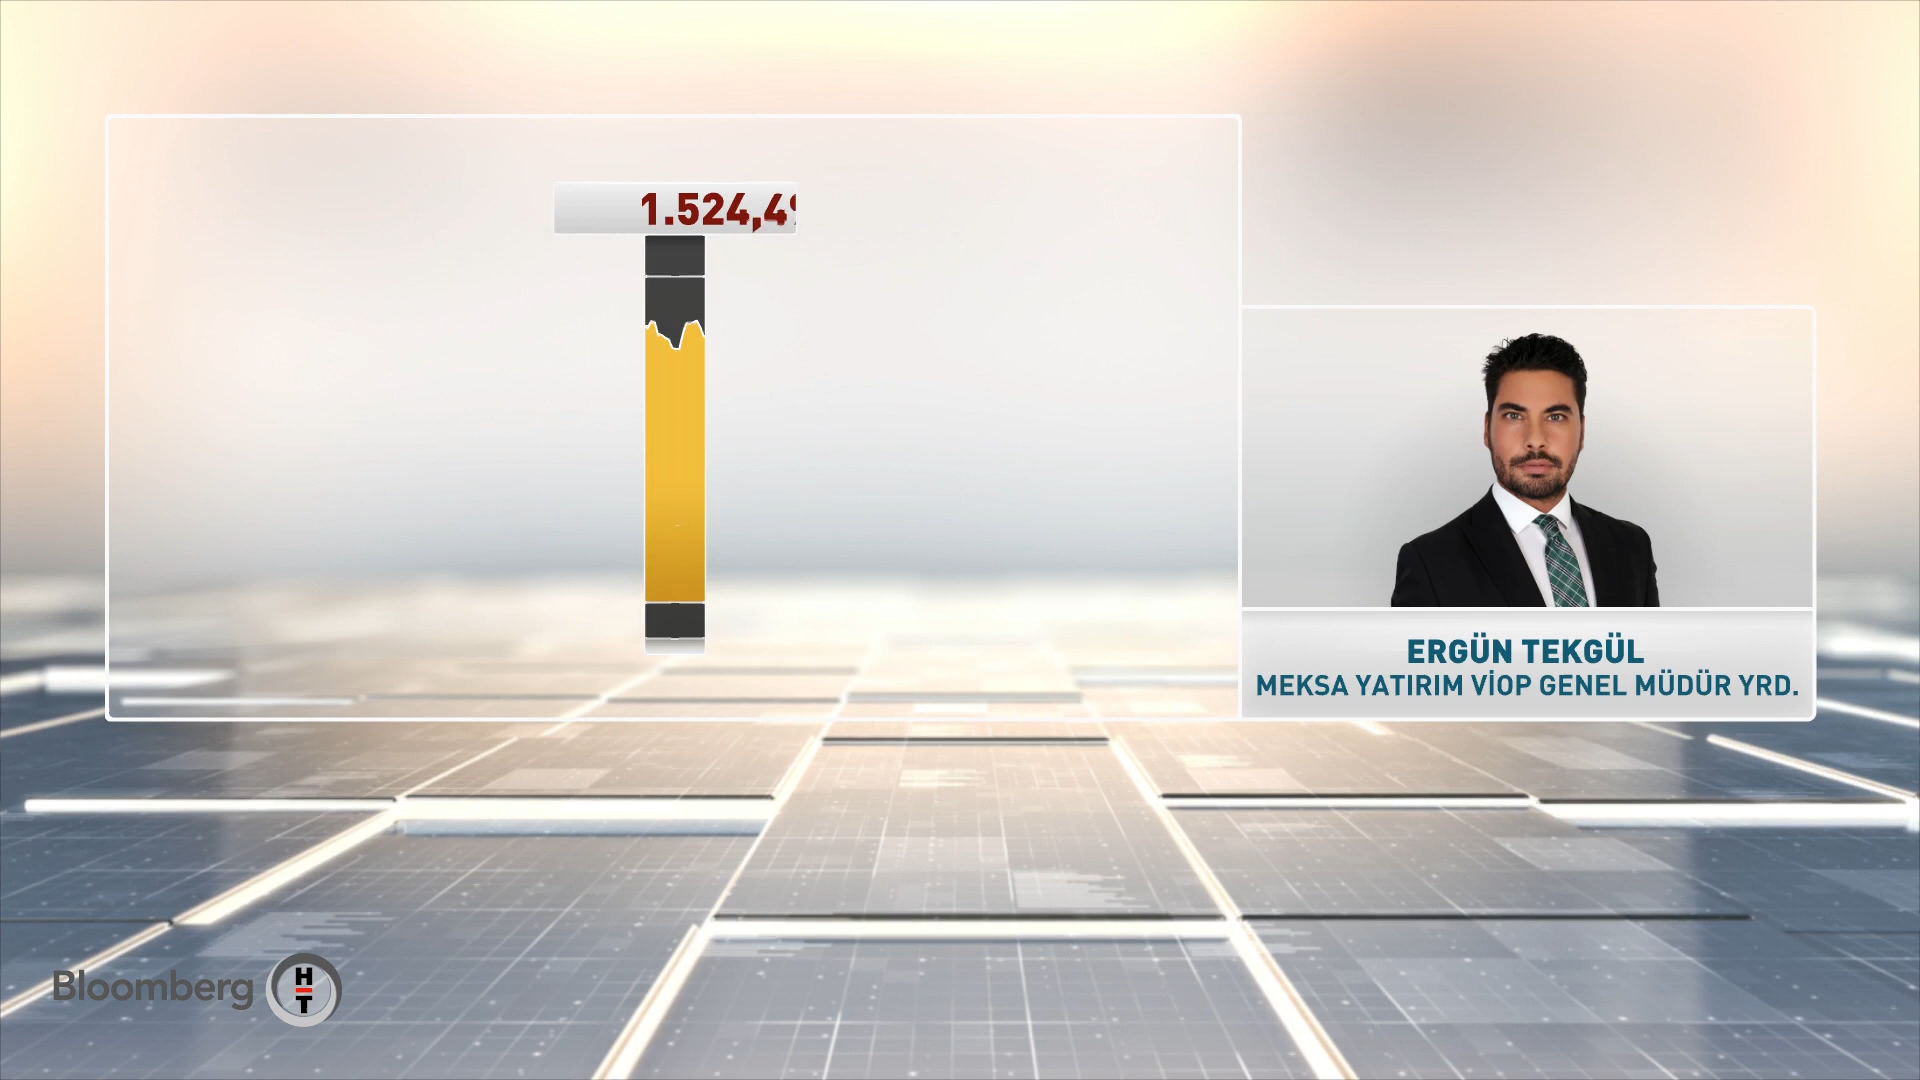 1.524,4
ERGÜN TEKGÜL
MEKSA YATIRIM VİOP GENEL MÜDÜR YRD.
Bloomberg HT